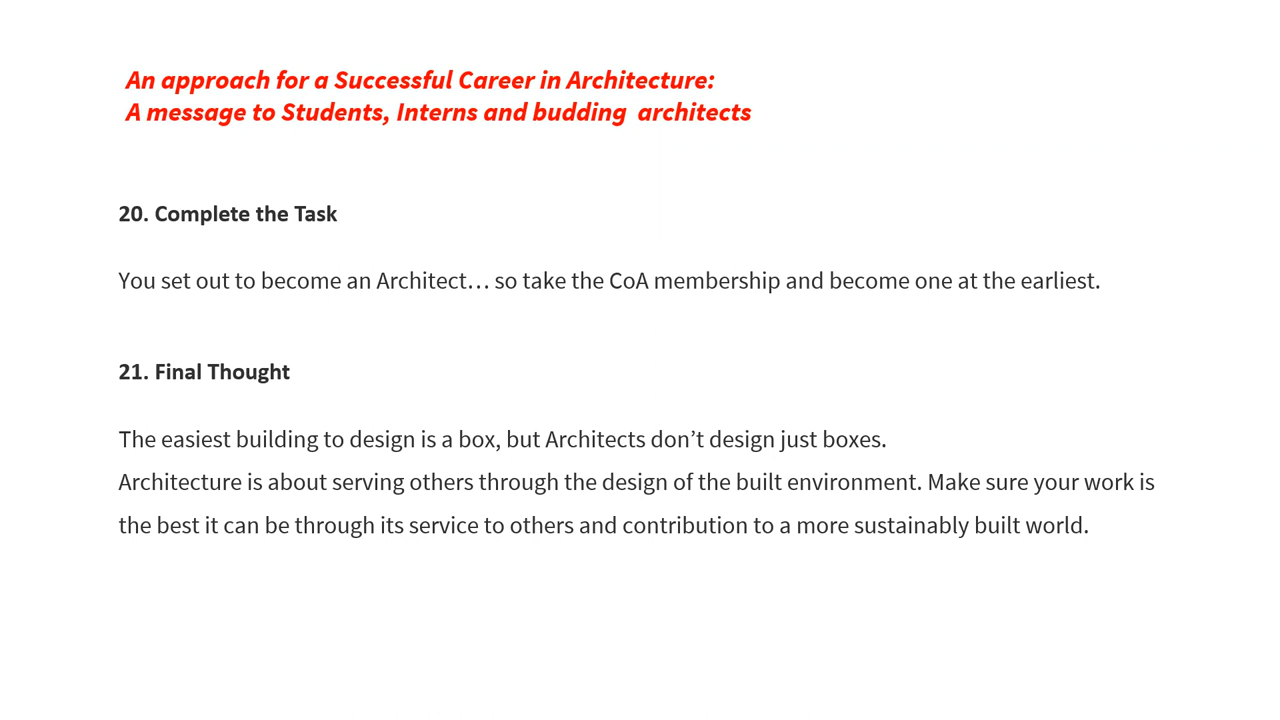 An approach for a Successful Career in Architecture:
A message to Students, Interns and budding  architects
20. Complete the Task
You set out to become an Architect… so take the CoA membership and become one at the earliest.
21. Final Thought
The easiest building to design is a box, but Architects don’t design just boxes.
Architecture is about serving others through the design of the built environment. Make sure your work is
the best it can be through its service to others and contribution to a more sustainably built world.